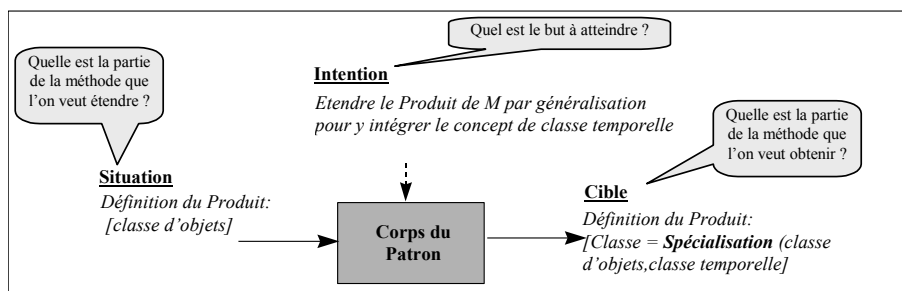 Quel est le but à atteindre ?
Quelle est la partie
de la méthode que
l'on veut étendre ?
Intention
Etendre le Produit de M par généralisation
pour y intégrer le concept de classe temporelle
Quelle est la partie
de la méthode que
l'on veut obtenir ?
Situation
Définition du Produit:
[classe d'objets]
Corps du
Patron
Cible
Définition du Produit:
[Classe = Spécialisation (classe
d'objets,classe temporelle]